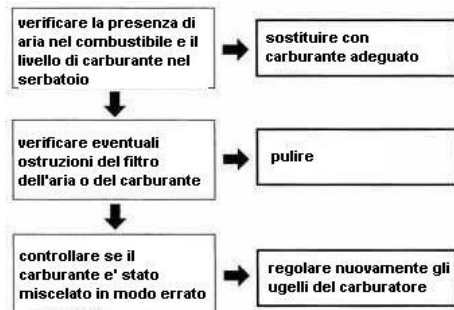 verificare la presenza di
aria nel combustibile e il
livello di carburante nel
serbatoio
sostituire con
carburante adeguato
verificare eventuali
ostruzioni del filtro
dell'aria o del carburante
pulire
controllare se il
carburante e' stato
miscelato in modo errato
regolare nuovamente gli
ugelli del carburatore